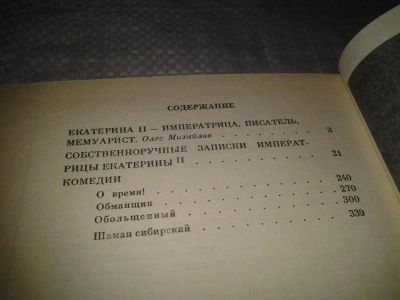 СОДЕРЖАНИЕ
ЕКАТЕРИНА II — ИМПЕРАТРИЦА, ПИСАТЕЛЬ,
МЕМУАРИСТ. Олег Михайлов . . . . . 3
СОБСТВЕННОРУЧНЫЕ ЗАПИСКИ ИМПЕРАТ-
РИЦЫ ЕКАТЕРИНЫ II . . . . . . . 21
КОМЕДИИ
О время! . . . . . . . . . . 240
Обманщик . . . . . . . . . . 270
Обольщенный . . . . . . . . . 300
Шаман сибирский . . . . . . . . 339